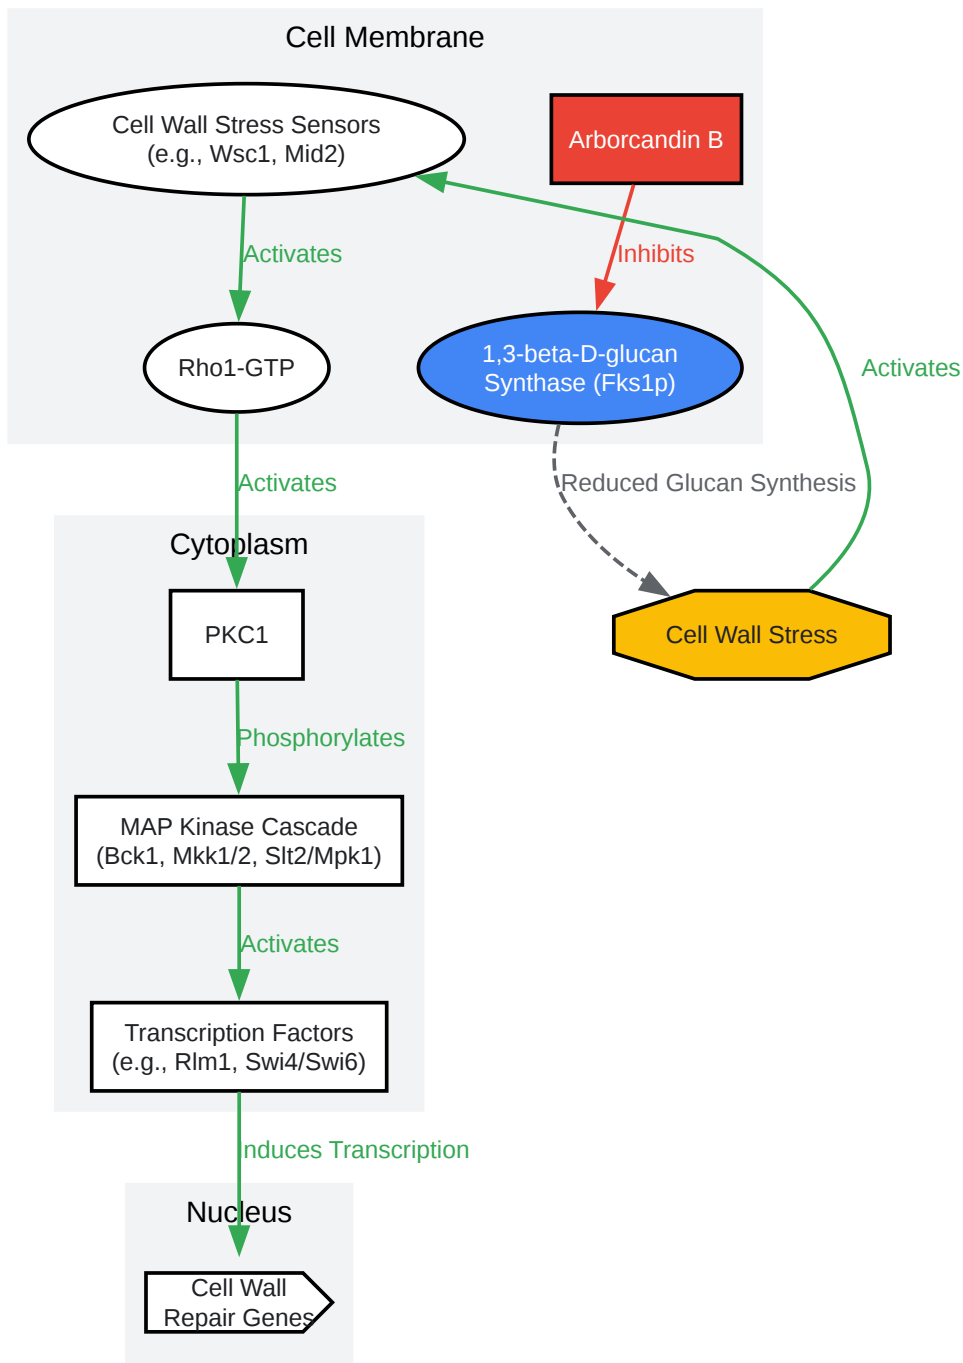 Cell Membrane
Cell Wall Stress Sensors
(e.g., Wsc1, Mid2)
Arborcandin B
Activates
Inhibits
Rho1-GTP
1,3-beta-D-glucan
Synthase (Fks1p)
Activates
Activates
Reduced Glucan Synthesis
Cytoplasm
PKC1
Cell Wall Stress
Phosphorylates
MAP Kinase Cascade
(Bck1, Mkk1/2, Slt2/Mpk1)
Activates
Transcription Factors
(e.g., Rlm1, Swi4/Swi6)
Induces Transcription
Nucleus
Cell Wall
Repair Genes